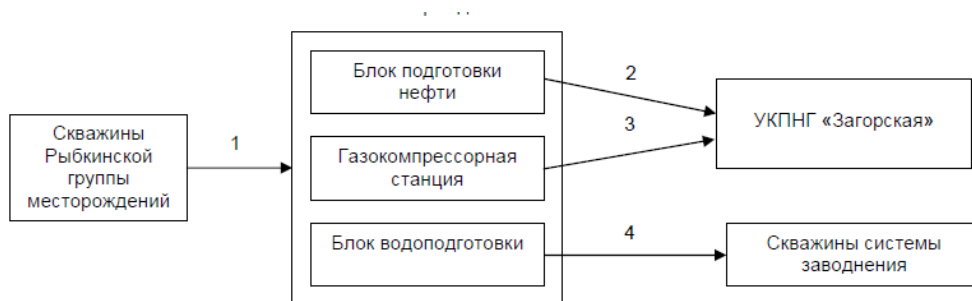 Блок подготовки
нефти
2
УКПНГ «Загорская»
3
Скважины
Рыбкинской
группы
месторождений
1
Газокомпрессорная
станция
Блок водоподготовки
4
Скважины системы
заводнения